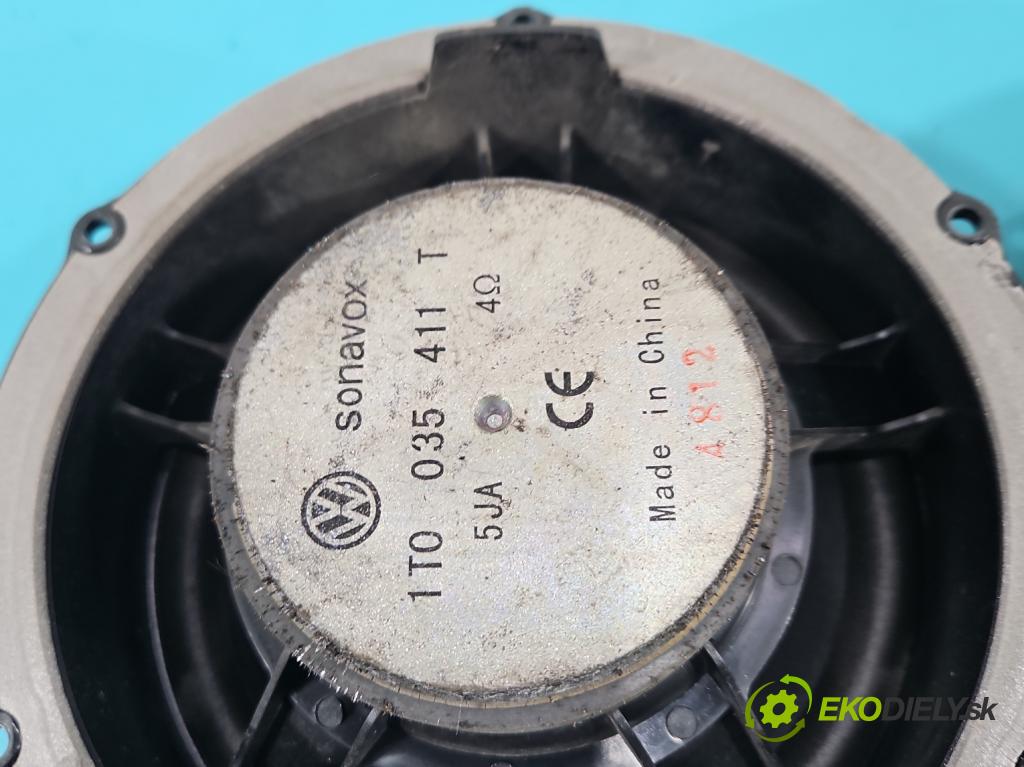 sonavox
1T0 035 411 T
5JA 4Ω
CE
Made in China
4812
EKODIELY.sk